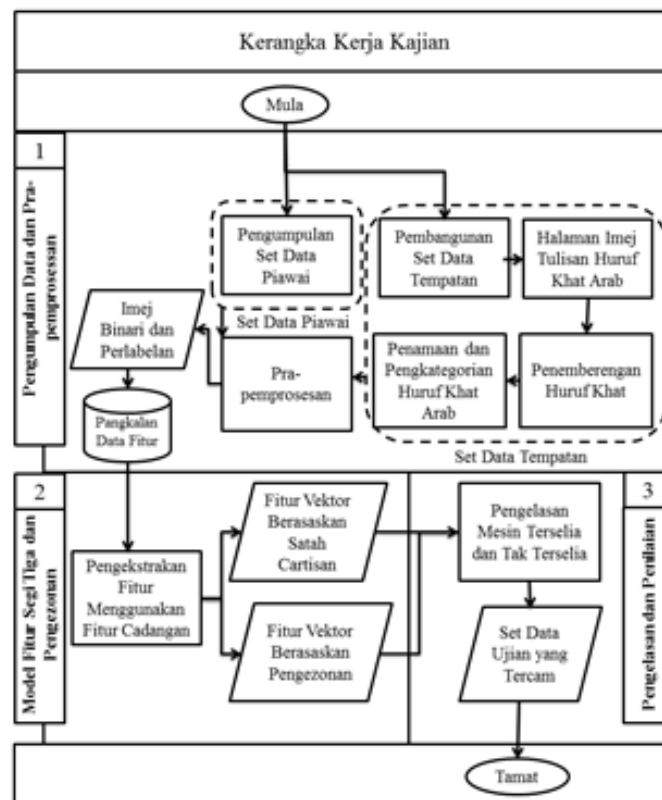 Kerangka Kerja Kajian
Mula
1
Pengumpulan Data dan Pra-
pemprosesan
Pengumpulan
Set Data
Piawai
Set Data Piawai
Pembangunan
Set Data
Tempatan
Halaman Imej
Tulisan Huruf
Khat Arab
Imej
Binari dan
Perlabelan
Pra-
pemprosesan
Penamaan dan
Pengkategorian
Huruf Khat
Arab
Penemberengan
Huruf Khat
Pangkalan
Data Fitur
Set Data Tempatan
2
Model Fitur Segi Tiga dan
Pengezonan
Pengekstrakan
Fitur
Menggunakan
Fitur Cadangan
Fitur Vektor
Berasaskan
Satah
Cartisan
Fitur Vektor
Berasaskan
Pengezonan
Pengelasan
Mesin Terselia
dan Tak Terselia
Set Data
Ujian yang
Tercam
3
Pengelasan dan Penilaian
Tamat